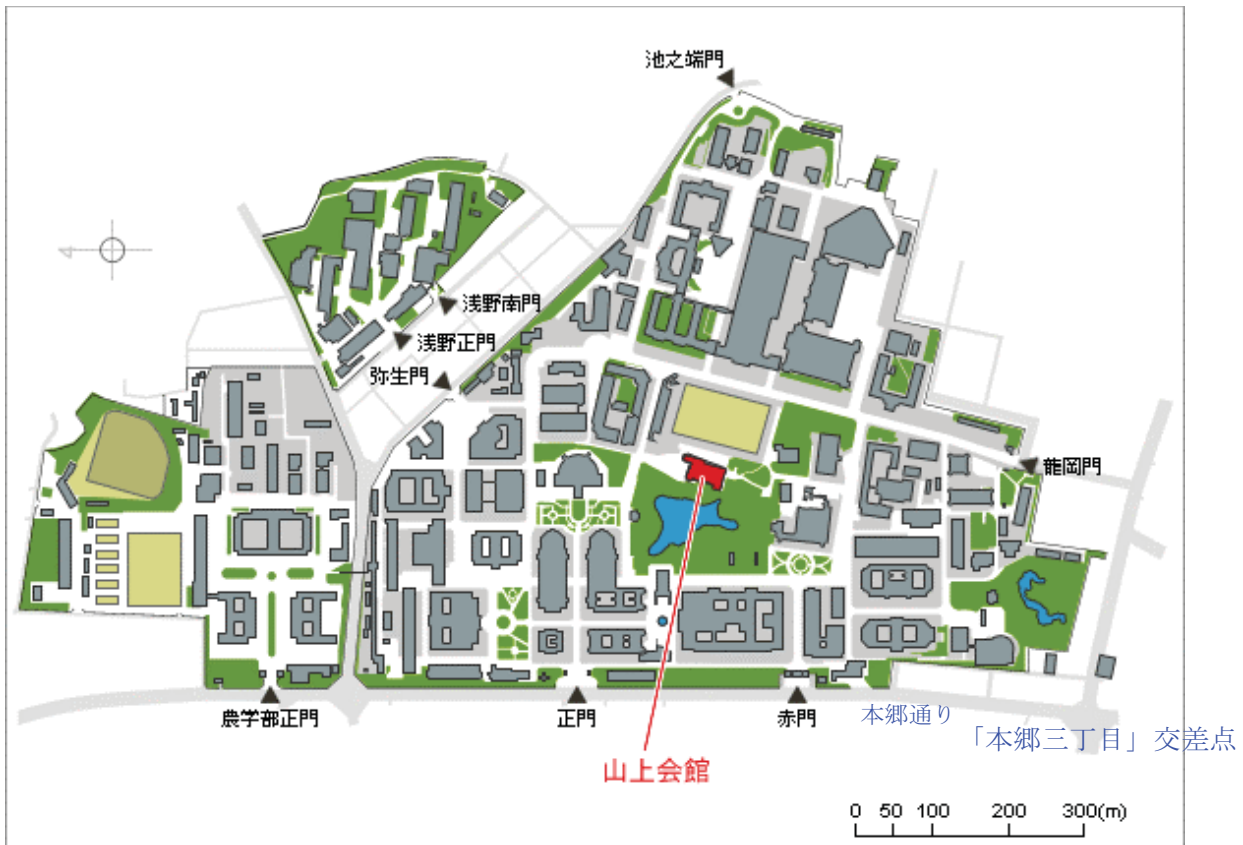 池之端門
浅野南門
浅野正門
弥生門
龍岡門
農学部正門
正門
赤門
本郷通り
「本郷三丁目」交差点
山上会館
0 50 100 200 300(m)